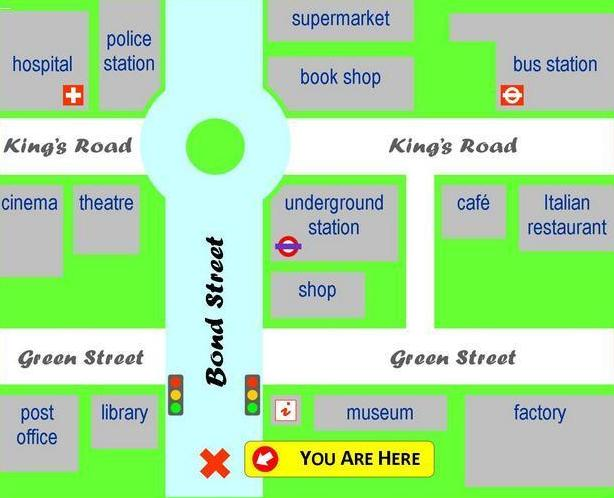 supermarket
police
station
hospital
book shop
bus station
King's Road
King's Road
cinema
theatre
underground
station
café
Italian
restaurant
shop
Bond Street
Green Street
Green Street
post
office
library
i
museum
factory
YOU ARE HERE